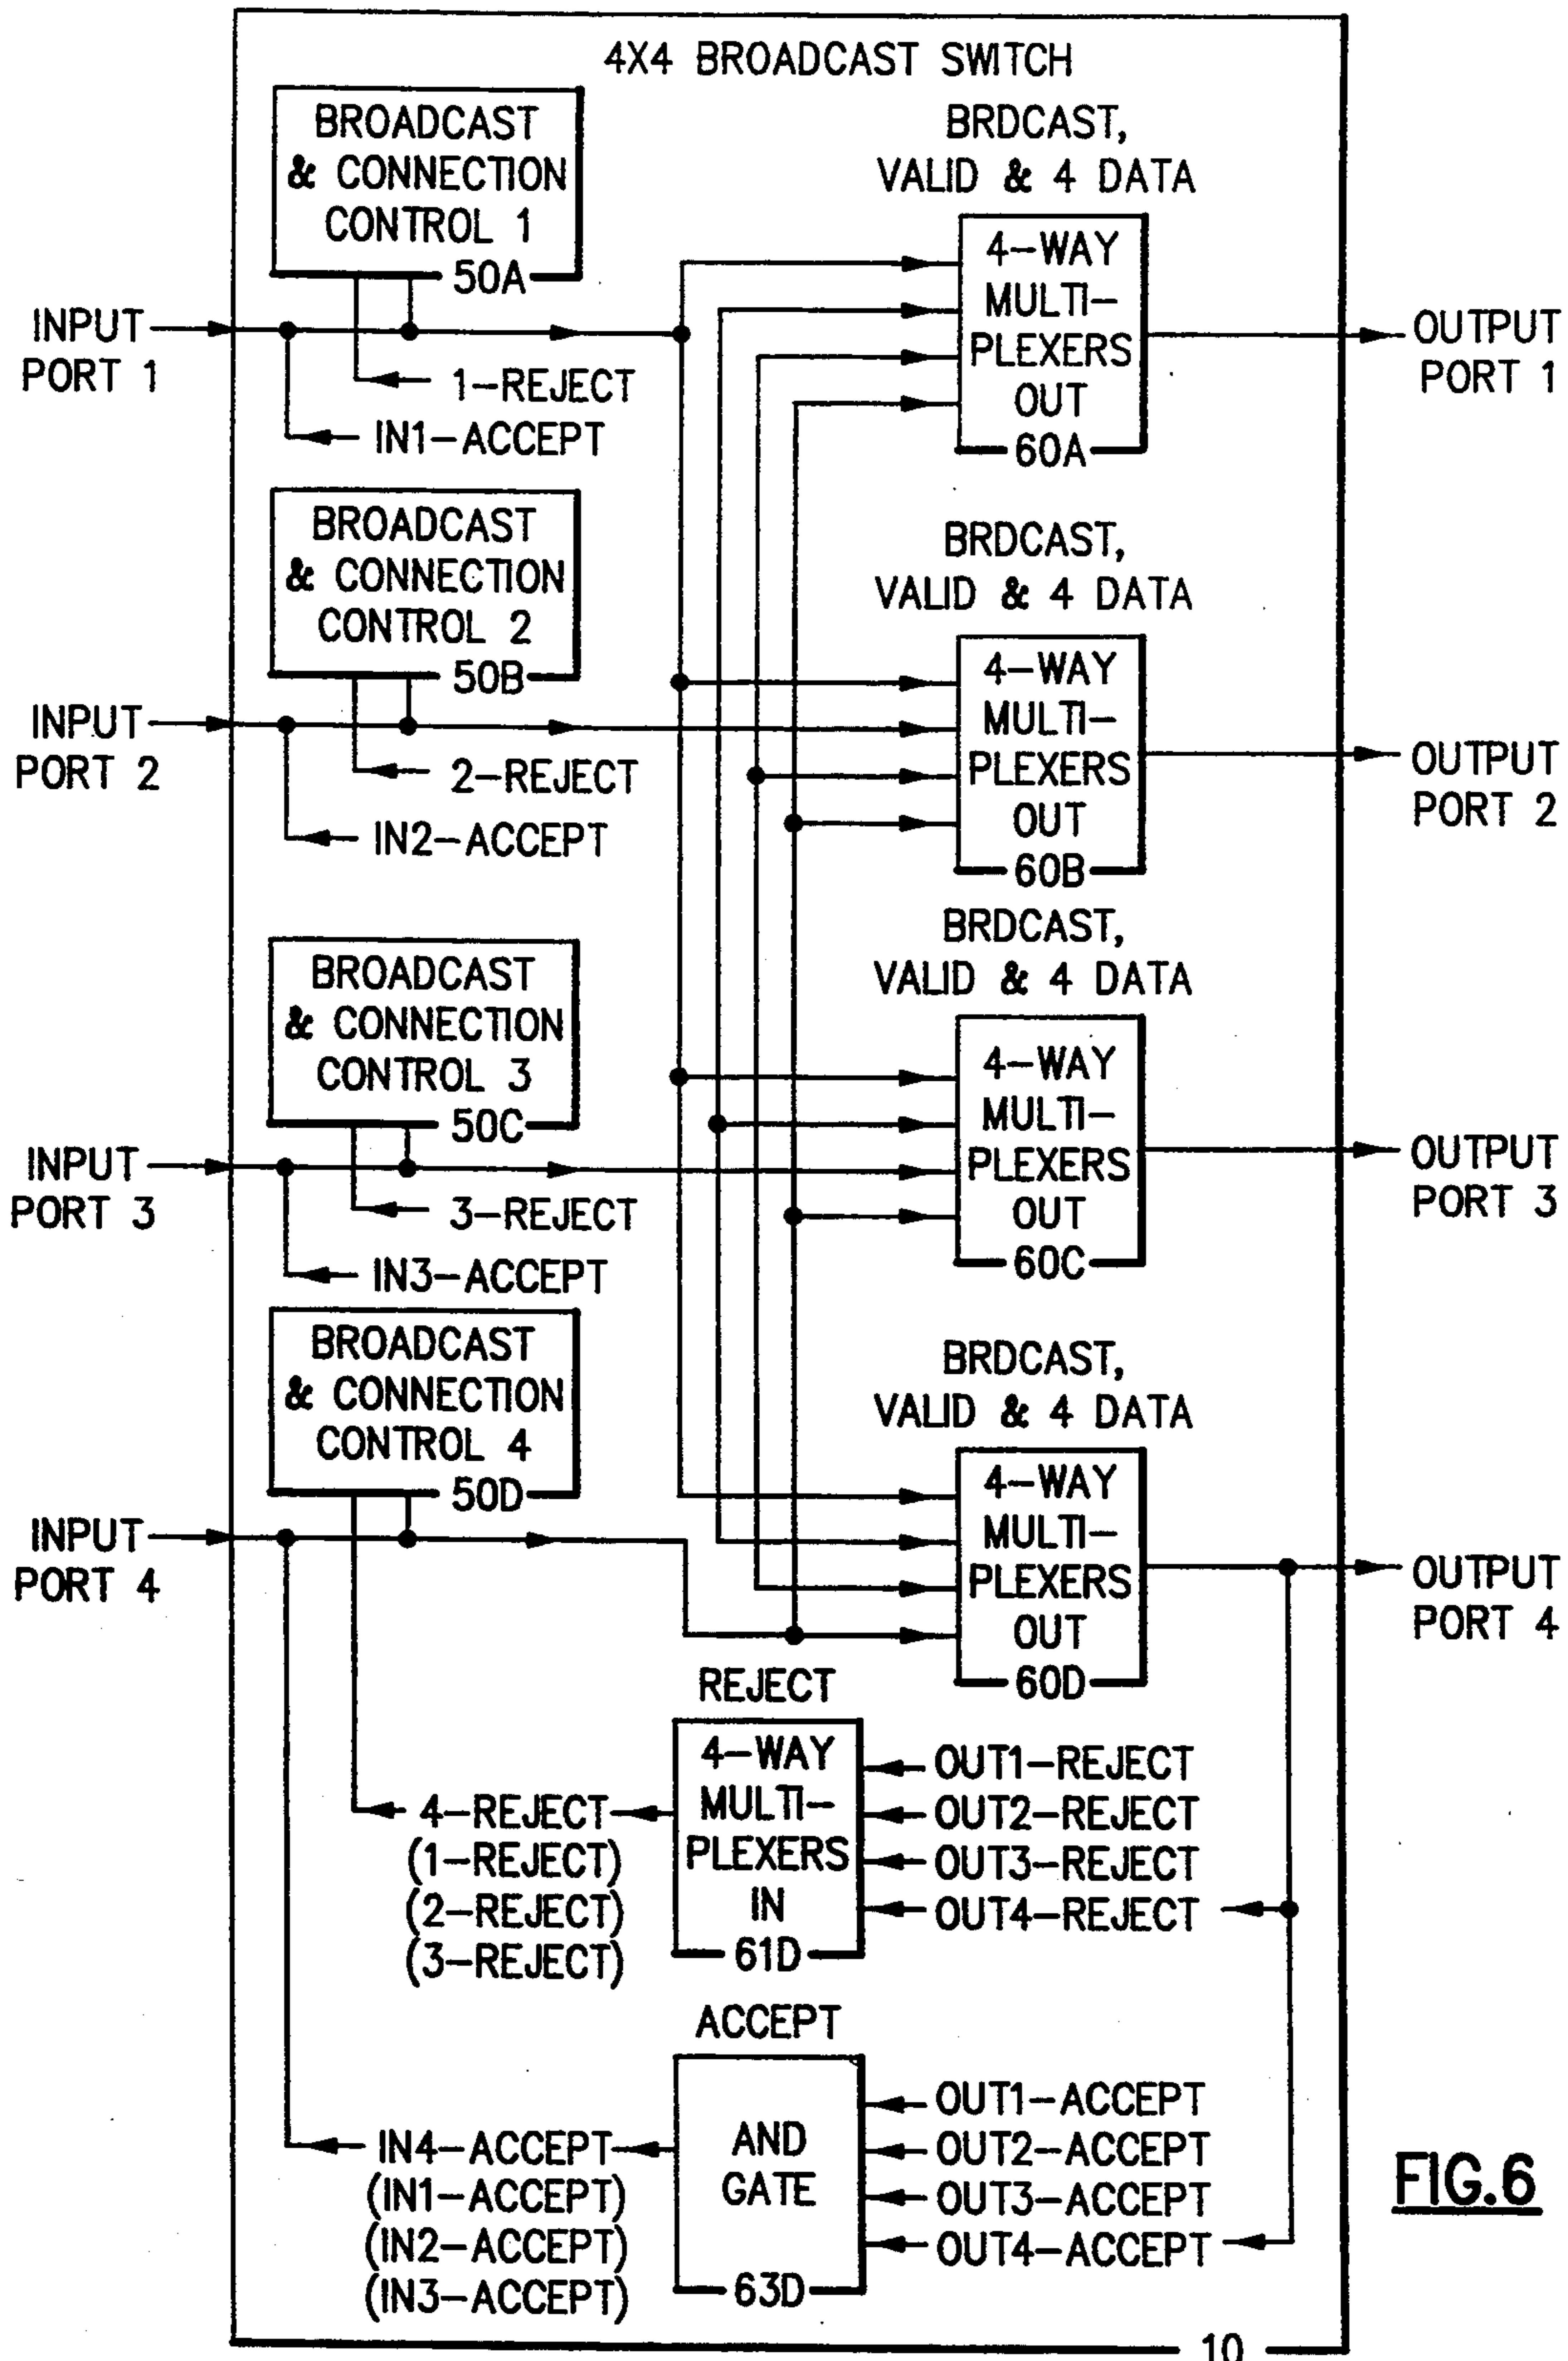 4X4 BROADCAST SWITCH
BROADCAST
& CONNECTION
CONTROL 1
50A
BRDCAST,
VALID & 4 DATA
4-WAY
MULTI-
PLEXERS
OUT
60A
INPUT
PORT 1
OUTPUT
PORT 1
1-REJECT
IN1-ACCEPT
BROADCAST
& CONNECTION
CONTROL 2
50B
BRDCAST,
VALID & 4 DATA
4-WAY
MULTI-
PLEXERS
OUT
60B
INPUT
PORT 2
OUTPUT
PORT 2
2-REJECT
IN2-ACCEPT
BROADCAST
& CONNECTION
CONTROL 3
50C
BRDCAST,
VALID & 4 DATA
4-WAY
MULTI-
PLEXERS
OUT
60C
INPUT
PORT 3
OUTPUT
PORT 3
3-REJECT
IN3-ACCEPT
BROADCAST
& CONNECTION
CONTROL 4
50D
BRDCAST,
VALID & 4 DATA
4-WAY
MULTI-
PLEXERS
OUT
60D
INPUT
PORT 4
OUTPUT
PORT 4
REJECT
4-WAY
MULTI-
PLEXERS
IN
61D
OUT1-REJECT
OUT2-REJECT
OUT3-REJECT
OUT4-REJECT
4-REJECT
(1-REJECT)
(2-REJECT)
(3-REJECT)
ACCEPT
AND
GATE
63D
OUT1-ACCEPT
OUT2-ACCEPT
OUT3-ACCEPT
OUT4-ACCEPT
IN4-ACCEPT
(IN1-ACCEPT)
(IN2-ACCEPT)
(IN3-ACCEPT)
FIG.6
10